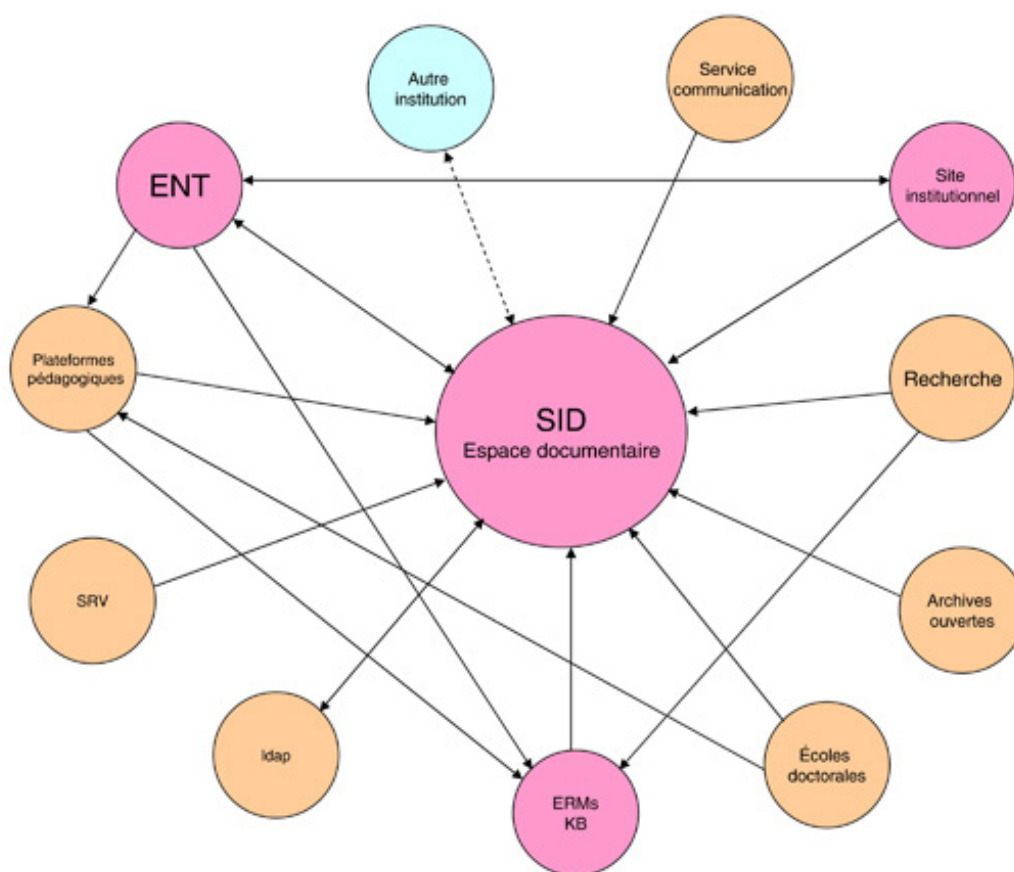 Autre
institution
Service
communication
ENT
Site
institutionnel
Plateformes
pédagogiques
SID
Espace documentaire
Recherche
SRV
Archives
ouvertes
ldap
ERMs
KB
Écoles
doctorales